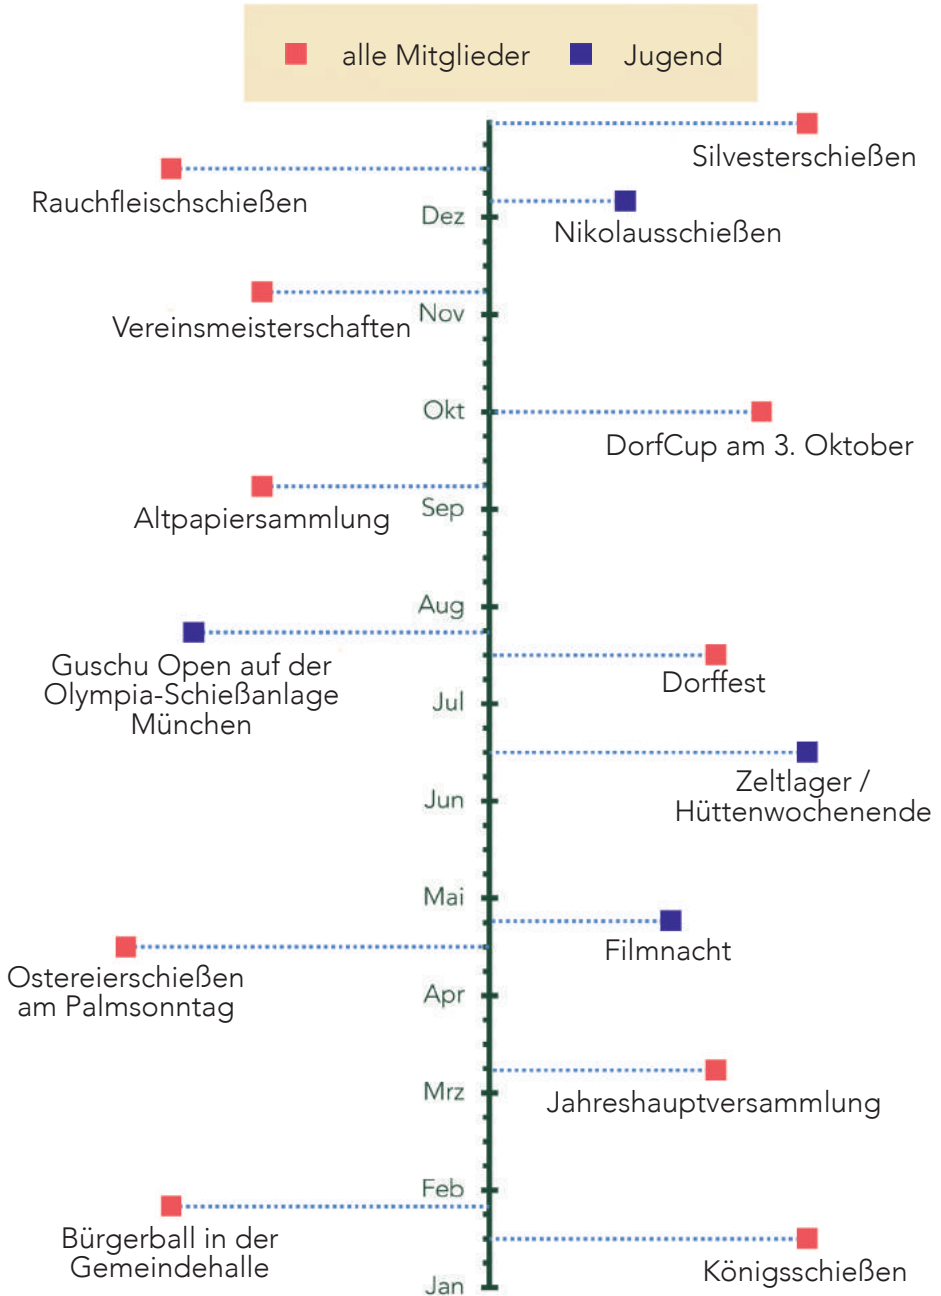 alle Mitglieder Jugend
Silvesterschießen
Rauchfleischschießen
Dez
Nikolausschießen
Nov
Vereinsmeisterschaften
Okt
DorfCup am 3. Oktober
Sep
Altpapiersammlung
Aug
Guschu Open auf der
Olympia-Schießanlage
München
Dorffest
Jul
Zeltlager /
Hüttenwochenende
Jun
Mai
Filmnacht
Ostereierschießen
am Palmsonntag
Apr
Mrz
Jahreshauptversammlung
Feb
Bürgerball in der
Gemeindehalle
Königsschießen
Jan